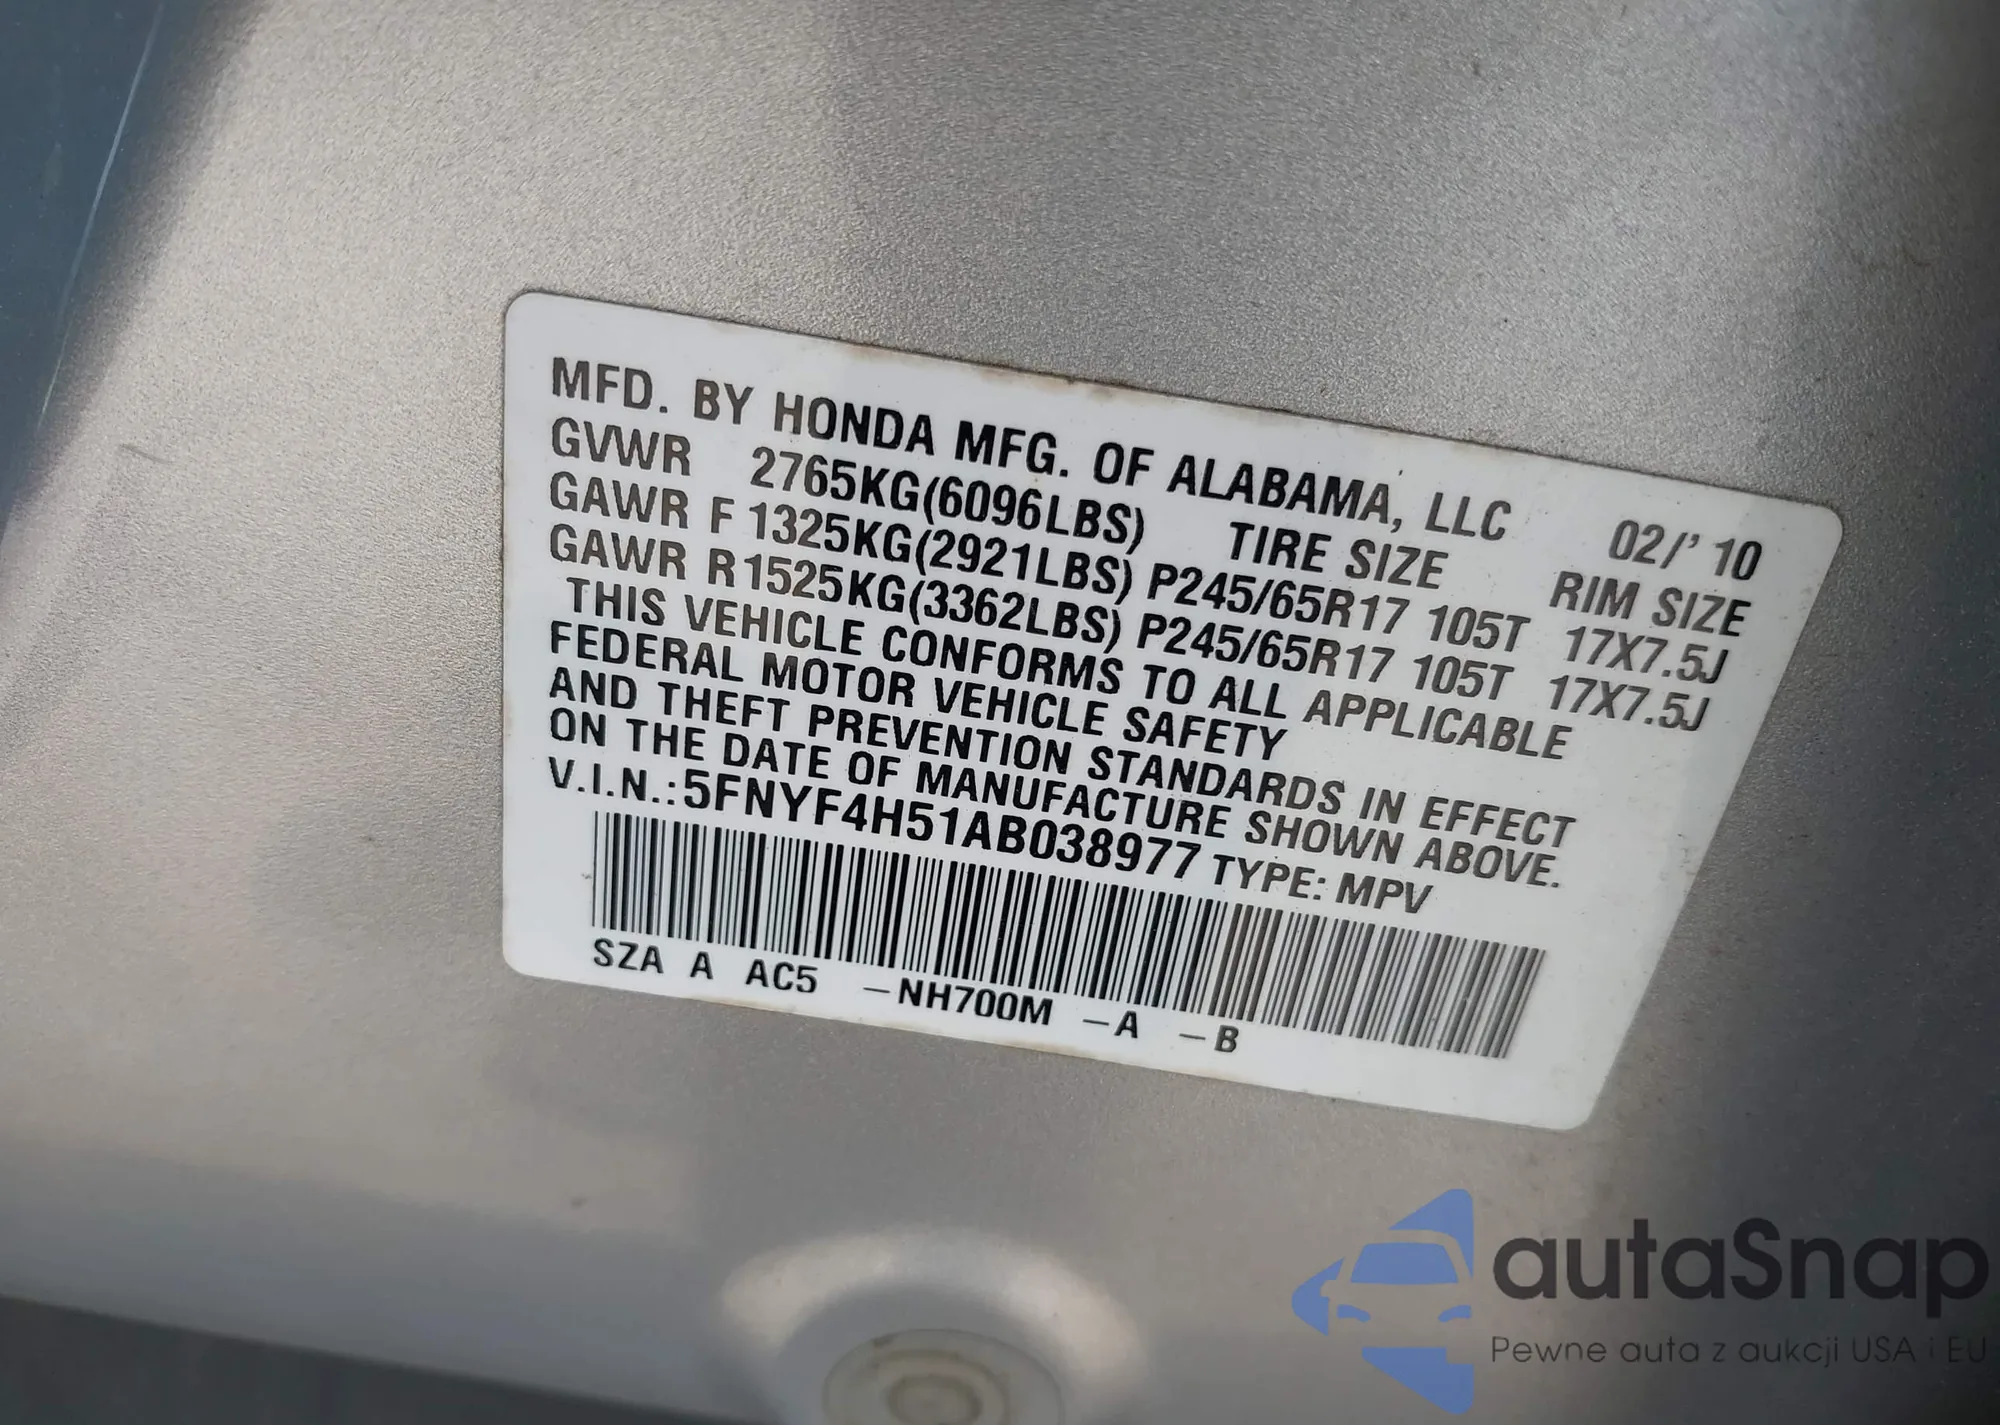 MFD. BY HONDA MFG. OF ALABAMA, LLC 02/' 10
GVWR 2765KG(6096LBS) TIRE SIZE RIM SIZE
GAWR F 1325KG(2921LBS) P245/65R17 105T 17X7.5J
GAWR R1525KG(3362LBS) P245/65R17 105T 17X7.5J
THIS VEHICLE CONFORMS TO ALL APPLICABLE
FEDERAL MOTOR VEHICLE SAFETY
AND THEFT PREVENTION STANDARDS IN EFFECT
ON THE DATE OF MANUFACTURE SHOWN ABOVE.
V.I.N.:5FNYF4H51AB038977 TYPE: MPV
SZA A AC5 –NH700M –A –B
autaSnap
Pewne auta z aukcji USA i EU